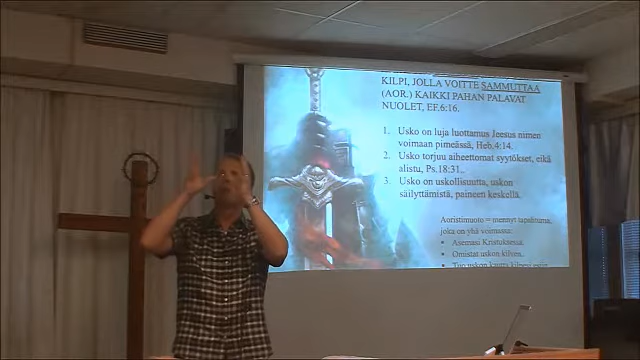 KILPI, JOLLA VOITTE SAMMUTTAA
(AOR.) KAIKKI PAHAN PALAVAT
NUOLET, EF.6:16.
1. Usko on luja luottamus Jeesus nimen
voimaan pimeässä, Heb.4:14.
2. Usko torjuu aiheettomat syytökset, eikä
alistu, Ps.18:31.
3. Usko on uskollisuutta, uskon
säilyttämistä, paineen alla.
Aoristimuoto = mennyt tapahtuma,
joka on yhä voimassa.
• Asemasi Kristuksessa.
• Omistat uskon kilven.